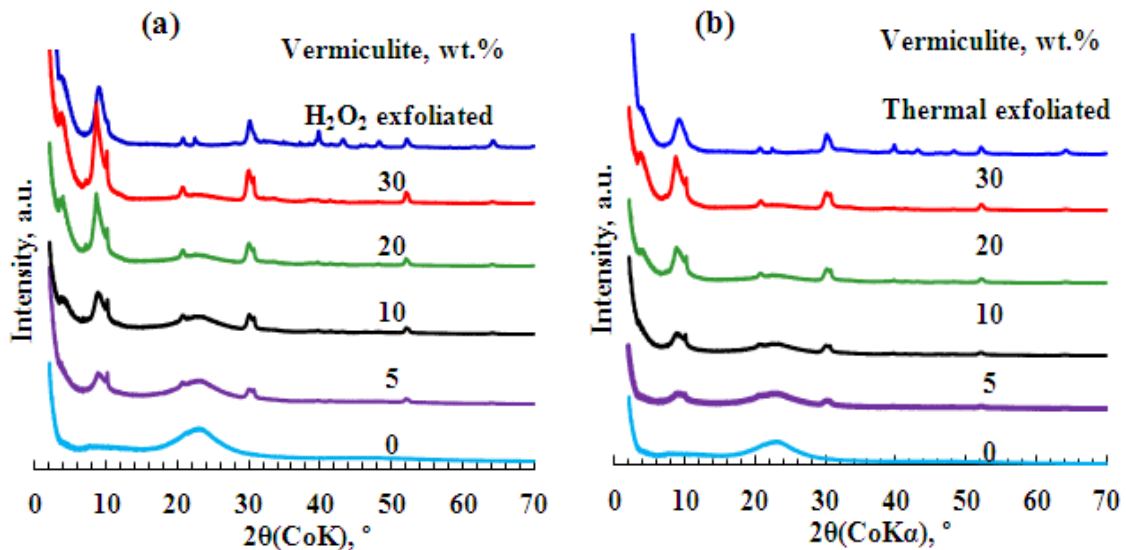 (a)
Vermiculite, wt.%
H₂O₂ exfoliated
30
20
10
5
0
Intensity, a.u.
0 10 20 30 40 50 60 70
2θ(CoK), °
(b)
Vermiculite, wt.%
Thermal exfoliated
30
20
10
5
0
Intensity, a.u.
0 10 20 30 40 50 60 70
2θ(CoKα), °